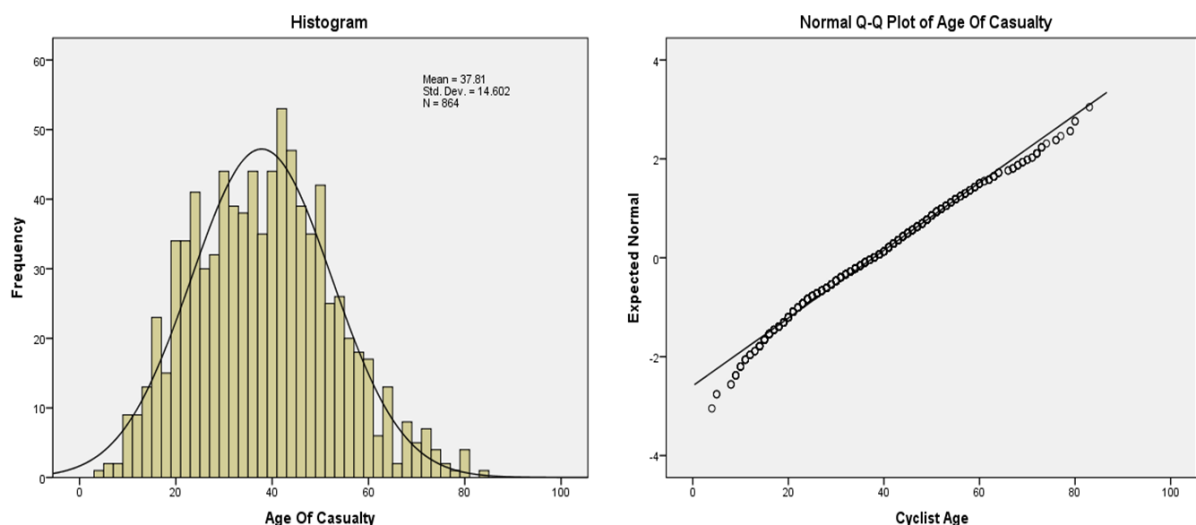 Histogram
Mean = 37.81
Std. Dev. = 14.602
N = 864
60
50
40
30
20
10
0
Frequency
0 20 40 60 80 100
Age Of Casualty
Normal Q-Q Plot of Age Of Casualty
4
2
0
-2
-4
Expected Normal
0 20 40 60 80 100
Cyclist Age